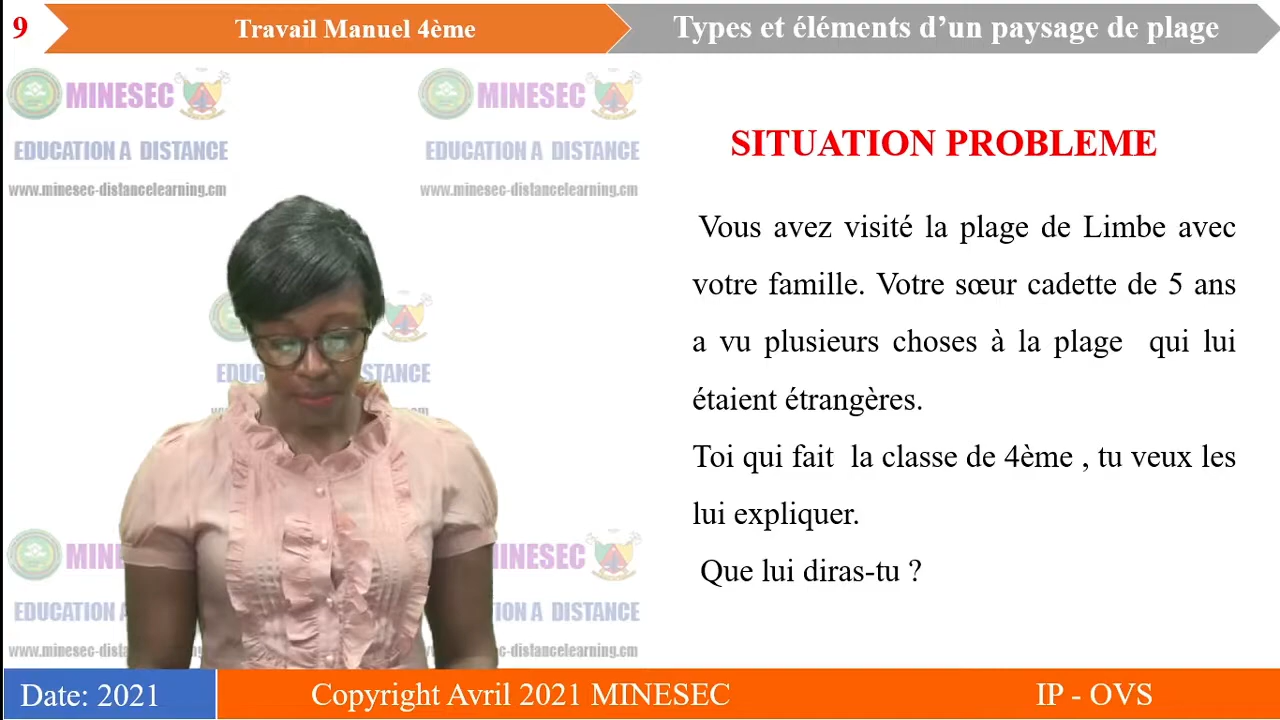 9
Travail Manuel 4ème
Types et éléments d’un paysage de plage
MINESEC
MINESEC
EDUCATION A DISTANCE
EDUCATION A DISTANCE
www.minesec-distancelearning.cm
www.minesec-distancelearning.cm
SITUATION PROBLEME
Vous avez visité la plage de Limbe avec
votre famille. Votre sœur cadette de 5 ans
a vu plusieurs choses à la plage qui lui
étaient étrangères.
Toi qui fait la classe de 4ème , tu veux les
lui expliquer.
Que lui diras-tu ?
Date: 2021
Copyright Avril 2021 MINESEC
IP - OVS